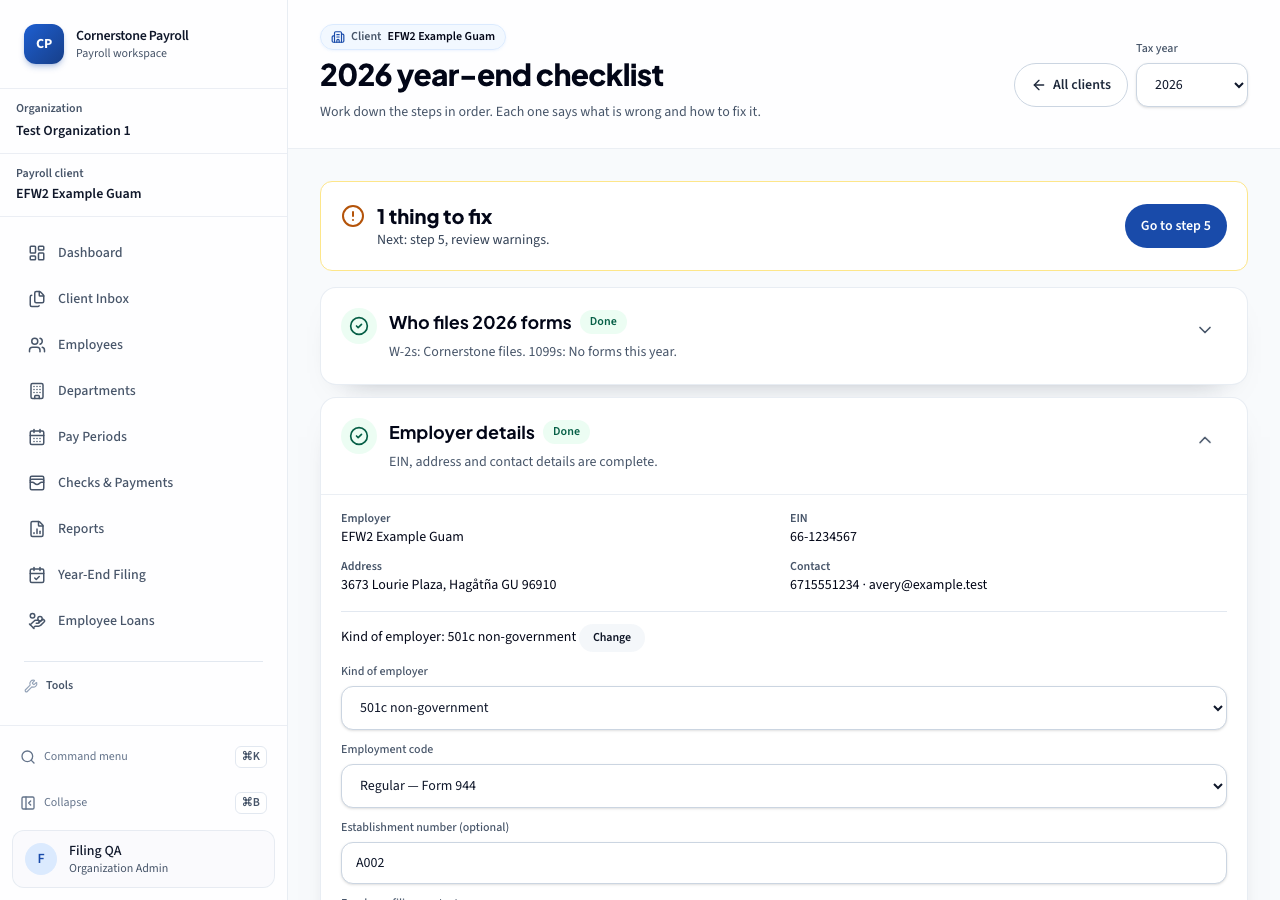 CP
Cornerstone Payroll
Payroll workspace
Organization
Test Organization 1
Payroll client
EFW2 Example Guam
Dashboard
Client Inbox
Employees
Departments
Pay Periods
Checks & Payments
Reports
Year-End Filing
Employee Loans
Tools
Command menu
⌘K
Collapse
⌘B
F
Filing QA
Organization Admin
Client EFW2 Example Guam
2026 year-end checklist
Work down the steps in order. Each one says what is wrong and how to fix it.
All clients
Tax year
2026
1 thing to fix
Next: step 5, review warnings.
Go to step 5
Who files 2026 forms
Done
W-2s: Cornerstone files. 1099s: No forms this year.
Employer details
Done
EIN, address and contact details are complete.
Employer
EFW2 Example Guam
EIN
66-1234567
Address
3673 Lourie Plaza, Hagåtña GU 96910
Contact
6715551234 · avery@example.test
Kind of employer: 501c non-government
Change
Kind of employer
501c non-government
Employment code
Regular — Form 944
Establishment number (optional)
A002